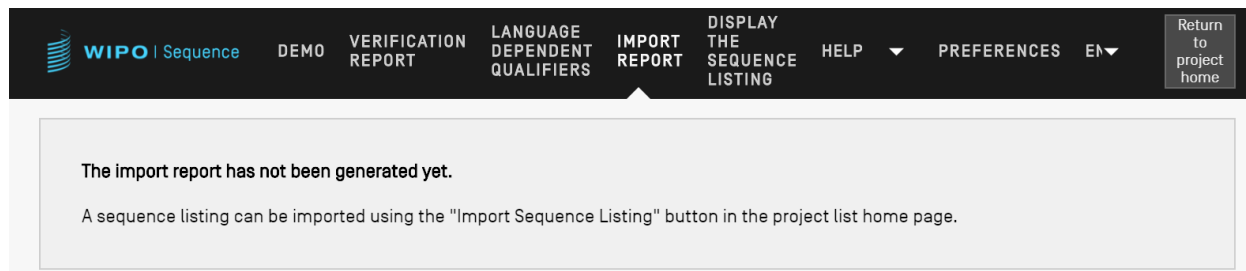 WIPO | Sequence
DEMO
VERIFICATION
REPORT
LANGUAGE
DEPENDENT
QUALIFIERS
IMPORT
REPORT
DISPLAY
THE
SEQUENCE
LISTING
HELP
PREFERENCES
EN
Return
to
project
home
The import report has not been generated yet.
A sequence listing can be imported using the "Import Sequence Listing" button in the project list home page.